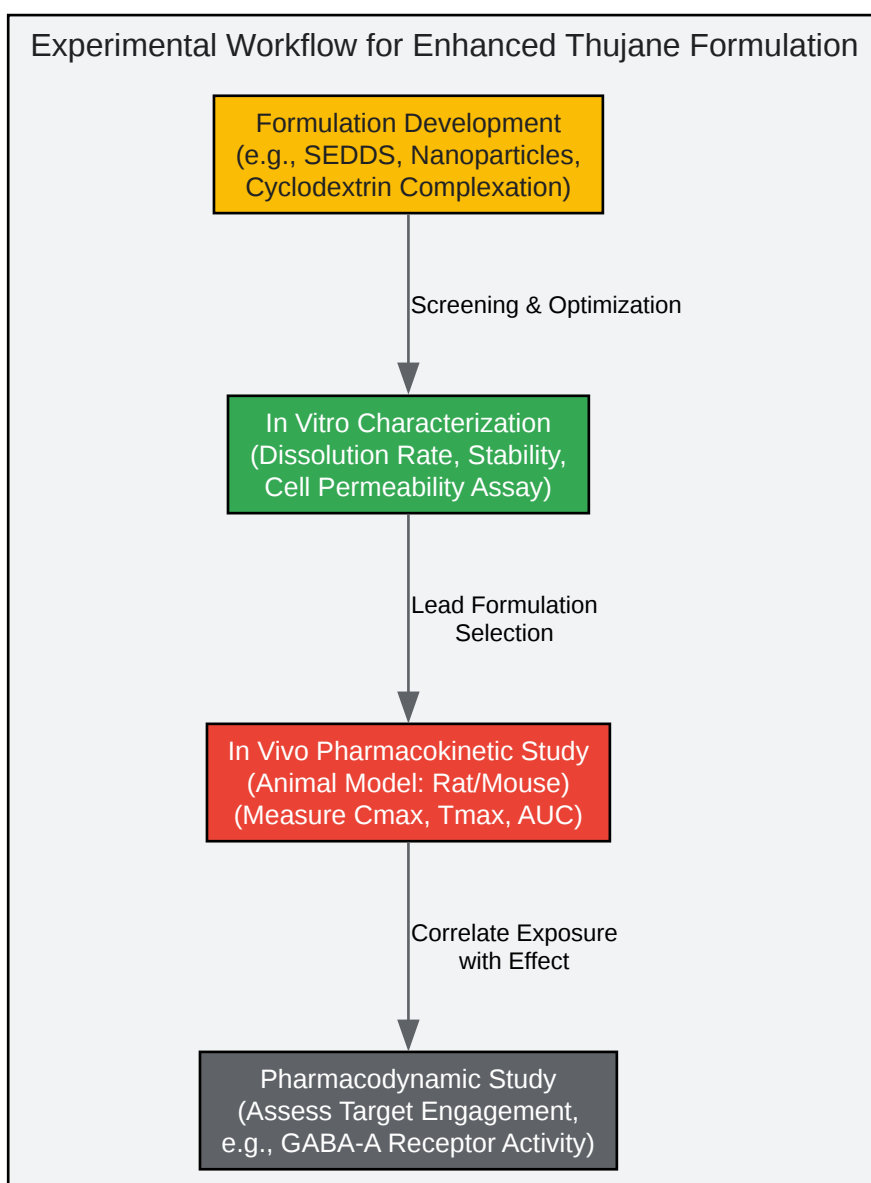 Experimental Workflow for Enhanced Thujane Formulation
Formulation Development
(e.g., SEDDS, Nanoparticles,
Cyclodextrin Complexation)
Screening & Optimization
In Vitro Characterization
(Dissolution Rate, Stability,
Cell Permeability Assay)
Lead Formulation
Selection
In Vivo Pharmacokinetic Study
(Animal Model: Rat/Mouse)
(Measure Cmax, Tmax, AUC)
Correlate Exposure
with Effect
Pharmacodynamic Study
(Assess Target Engagement,
e.g., GABA-A Receptor Activity)